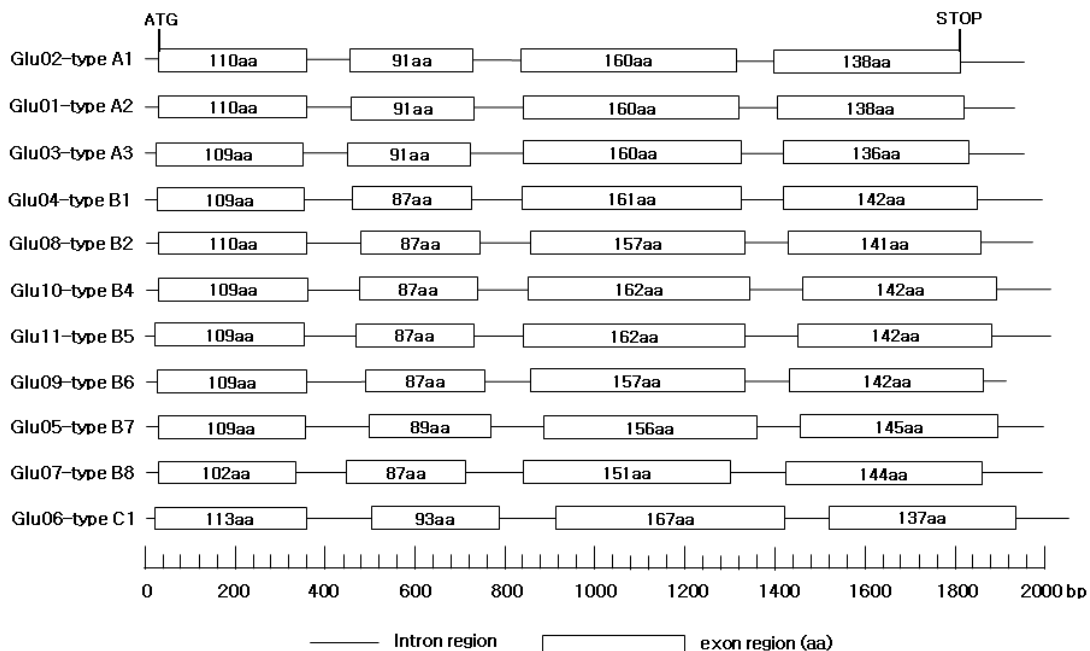 ATG STOP
Glu02-type A1 110aa 91aa 160aa 138aa
Glu01-type A2 110aa 91aa 160aa 138aa
Glu03-type A3 109aa 91aa 160aa 136aa
Glu04-type B1 109aa 87aa 161aa 142aa
Glu08-type B2 110aa 87aa 157aa 141aa
Glu10-type B4 109aa 87aa 162aa 142aa
Glu11-type B5 109aa 87aa 162aa 142aa
Glu09-type B6 109aa 87aa 157aa 142aa
Glu05-type B7 109aa 89aa 156aa 145aa
Glu07-type B8 102aa 87aa 151aa 144aa
Glu06-type C1 113aa 93aa 167aa 137aa
0 200 400 600 800 1000 1200 1400 1600 1800 2000 bp
Intron region exon region (aa)